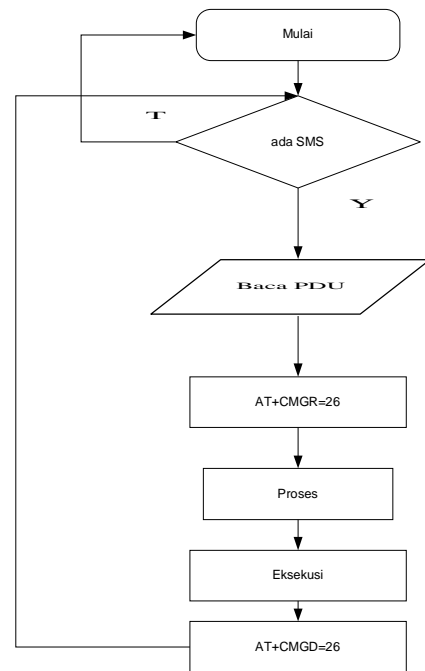 Mulai
T
ada SMS
Y
Baca PDU
AT+CMGR=26
Proses
Eksekusi
AT+CMGD=26